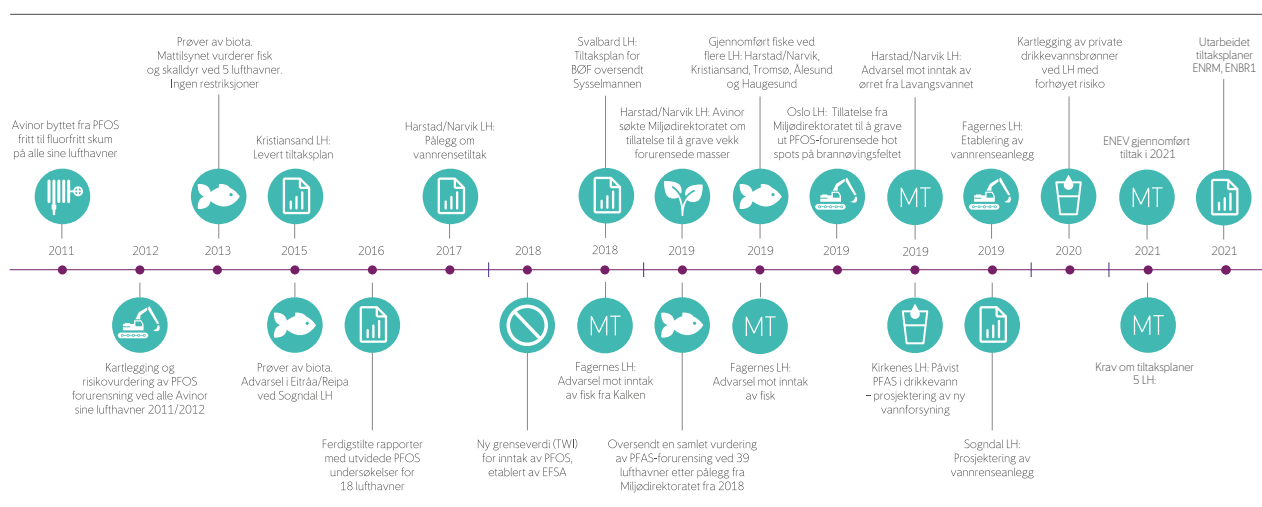 Prøver av biota.
Mattilsynet vurderer fisk
og skalldyr ved 5 lufthavner.
Ingen restriksjoner
Svalbard LH:
Tiltaksplan for
BØF oversendt
Sysselmannen
Gjennomført fiske ved
flere LH: Harstad/Narvik,
Kristiansand, Tromsø, Ålesund
og Haugesund
Harstad/Narvik LH:
Advarsel mot inntak av
ørret fra Lavangsvannet
Kartlegging av private
drikkevannsbrønner
ved LH med
forhøyet risiko
Utarbeidet
tiltaksplaner
ENRM, ENBR1
Avinor byttet fra PFOS
fritt til fluorfritt skum
på alle sine lufthavner
Kristiansand LH:
Levert tiltaksplan
Harstad/Narvik LH:
Pålegg om
vannrensetiltak
Harstad/Narvik LH: Avinor
søkte Miljødirektoratet om
tillatelse til å grave vekk
forurensede masser
Oslo LH: Tillatelse fra
Miljødirektoratet til å grave
ut PFOS-forurensede hot
spots på brannøvingsfeltet
Fagernes LH:
Etablering av
vannrenseanlegg
ENEV gjennomført
tiltak i 2021
MT
MT
2011
2012
2013
2015
2016
2017
2018
2018
2019
2019
2019
2019
2019
2020
2021
2021
MT
MT
MT
Kartlegging og
risikovurdering av PFOS
forurensning ved alle Avinor
sine lufthavner 2011/2012
Prøver av biota.
Advarsel i Eitråa/Reipa
ved Sogndal LH
Fagernes LH:
Advarsel mot inntak
av fisk fra Kalken
Fagernes LH:
Advarsel mot inntak
av fisk
Kirkenes LH: Påvist
PFAS i drikkevann
– prosjektering av ny
vannforsyning
Krav om tiltaksplaner
5 LH:
Ferdigstilte rapporter
med utvidede PFOS
undersøkelser for
18 lufthavner
Ny grenseverdi (TWI)
for inntak av PFOS,
etablert av EFSA
Oversendt en samlet vurdering
av PFAS-forurensing ved 39
lufthavner etter pålegg fra
Miljødirektoratet fra 2018
Sogndal LH:
Prosjektering av
vannrenseanlegg